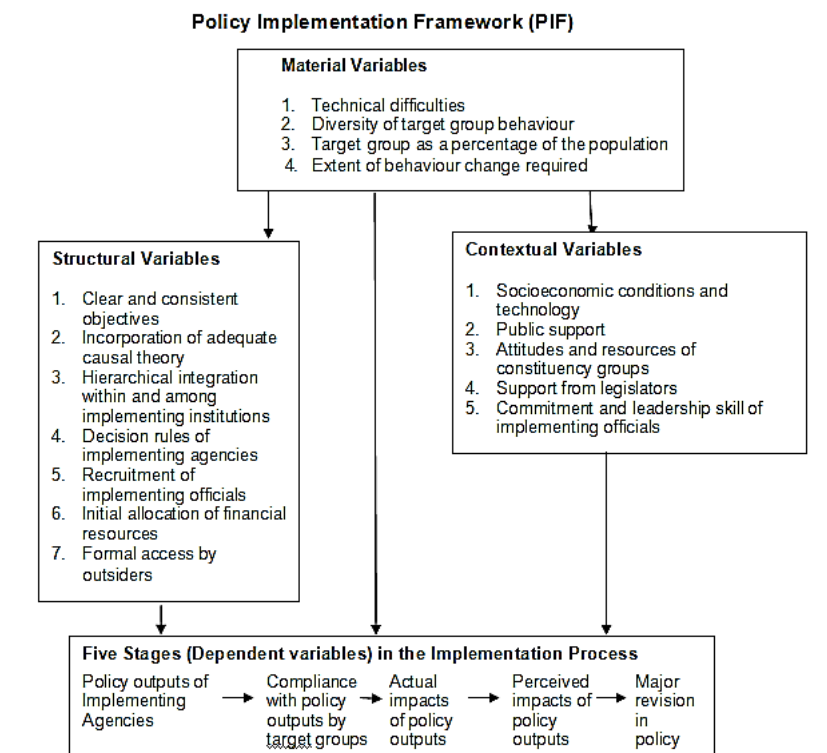 Policy Implementation Framework (PIF)
Material Variables
1. Technical difficulties
2. Diversity of target group behaviour
3. Target group as a percentage of the population
4. Extent of behaviour change required
Structural Variables
1. Clear and consistent
objectives
2. Incorporation of adequate
causal theory
3. Hierarchical integration
within and among
implementing institutions
4. Decision rules of
implementing agencies
5. Recruitment of
implementing officials
6. Initial allocation of financial
resources
7. Formal access by
outsiders
Contextual Variables
1. Socioeconomic conditions and
technology
2. Public support
3. Attitudes and resources of
constituency groups
4. Support from legislators
5. Commitment and leadership skill of
implementing officials
Five Stages (Dependent variables) in the Implementation Process
Policy outputs of
Implementing
Agencies
Compliance
with policy
outputs by
target groups
Actual
impacts
of policy
outputs
Perceived
impacts of
policy
outputs
Major
revision
in
policy